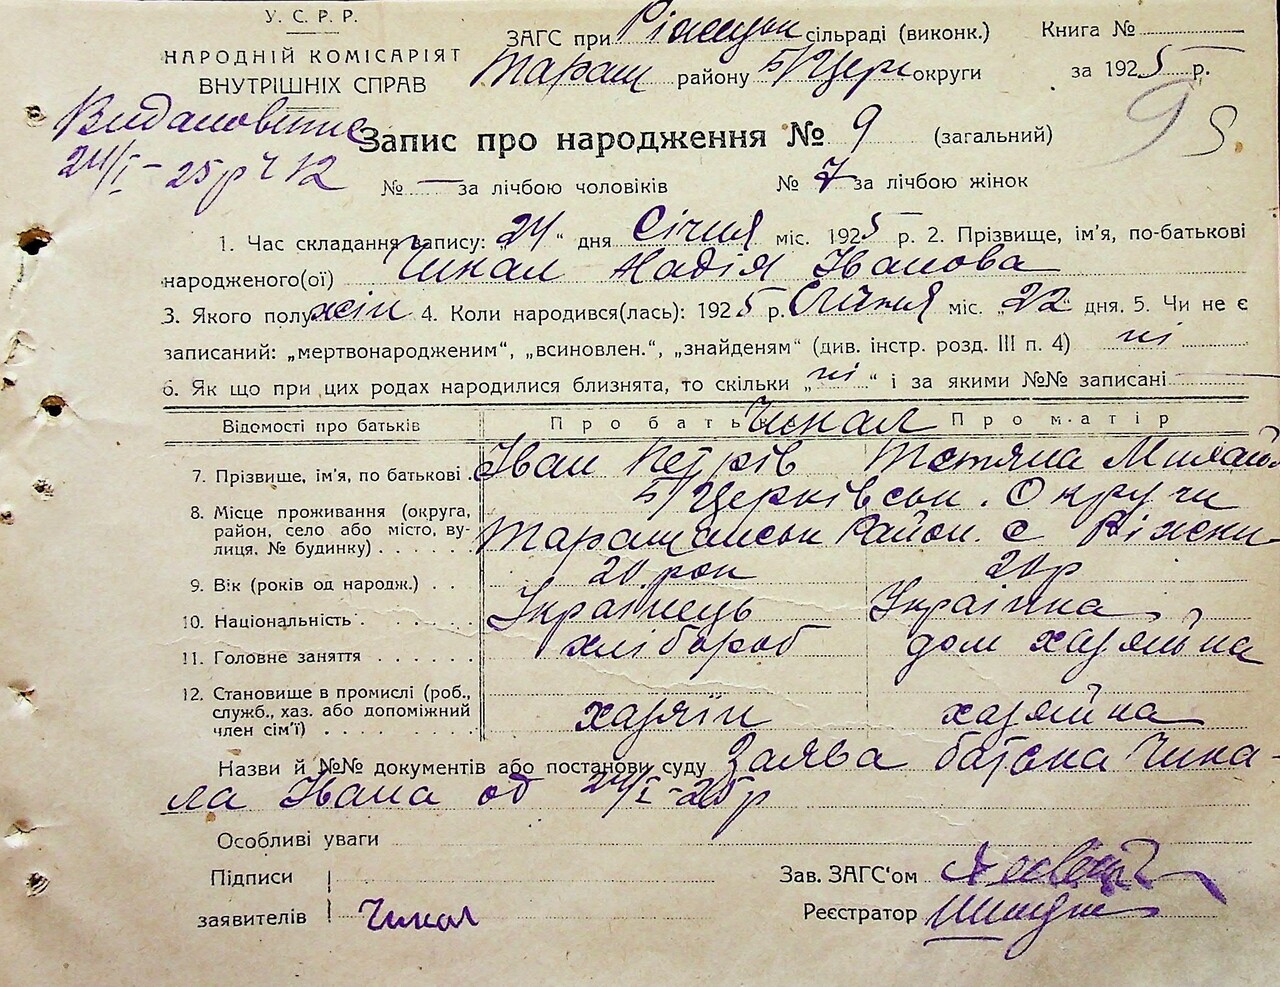 У. С. Р. Р.
НАРОДНІЙ КОМІСАРІЯТ
ВНУТРІШНІХ СПРАВ
ЗАГС при сільраді (виконк.) Книга №
Таращ району Б/Церк округи за 1925 р.
24/I - 25 р ч 12
9 S.
Запис про народження № 9 (загальний)
№ — за лічбою чоловіків № 7 за лічбою жінок
1. Час складання запису: „24“ дня Січня міс. 1925 р. 2. Прізвище, ім'я, по-батькові
народженого(ої) Чикал Надія Іванова
3. Якого полу жін 4. Коли народився(лась): 1925 р. Січня міс. „22“ дня. 5. Чи не є
записаний: „мертвонародженим“, „всиновлен.“, „знайденям“ (див. інстр. розд. III п. 4) ні
6. Як що при цих родах народилися близнята, то скільки „ні“ і за якими №№ записані —
Відомості про батьків Про батька Чикал Про матір
7. Прізвище, ім'я, по батькові Іван Петрів Тетяна Михайл
Б/Церківськ. Округи
8. Місце проживання (округа,
район, село або місто, ву-
лиця, № будинку) Таращанськ Район. с Ріжки
9. Вік (років од народж.) 20 рок 20 р
10. Національність Українець Українка
11. Головне заняття хлібороб дом хазяйка
12. Становище в промислі (роб.,
служб., хаз. або допоміжний
член сім'ї) хазяїн хазяйка
Назви й №№ документів або постанови суду Заява батька Чика-
ла Івана од 24/I-25р
Особливі уваги
Підписи
заявителів Чикал
Зав. ЗАГС'ом
Реєстратор